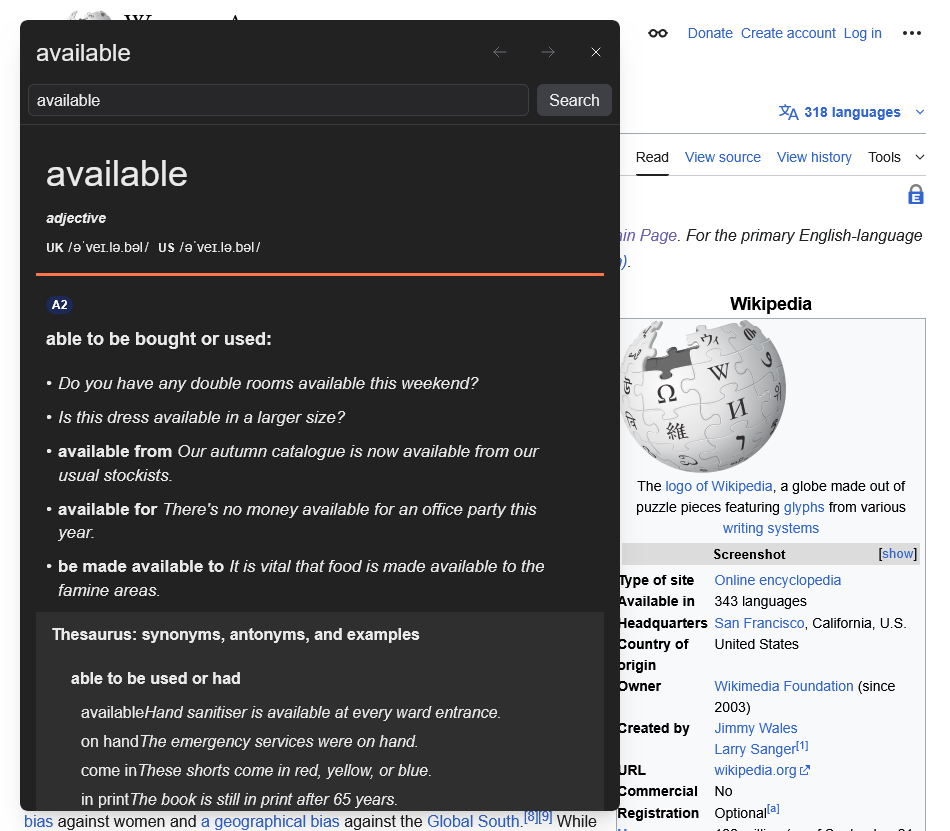 available
available
Search
available
adjective
UK /əˈveɪ.lə.bəl/ US /əˈveɪ.lə.bəl/
A2
able to be bought or used:
• Do you have any double rooms available this weekend?
• Is this dress available in a larger size?
• available from Our autumn catalogue is now available from our
usual stockists.
• available for There's no money available for an office party this
year.
• be made available to It is vital that food is made available to the
famine areas.
Thesaurus: synonyms, antonyms, and examples
able to be used or had
availableHand sanitiser is available at every ward entrance.
on handThe emergency services were on hand.
come inThese shorts come in red, yellow, or blue.
in printThe book is still in print after 65 years.
bias against women and a geographical bias against the Global South.[8][9] While
Donate Create account Log in
318 languages
Read View source View history Tools
E
Page. For the primary English-language
Wikipedia
Ω W И 維 ウィ
The logo of Wikipedia, a globe made out of
puzzle pieces featuring glyphs from various
writing systems
Screenshot [show]
Type of site Online encyclopedia
Available in 343 languages
Headquarters San Francisco, California, U.S.
Country of United States
origin
Owner Wikimedia Foundation (since
2003)
Created by Jimmy Wales
Larry Sanger[1]
URL wikipedia.org
Commercial No
Registration Optional[a]